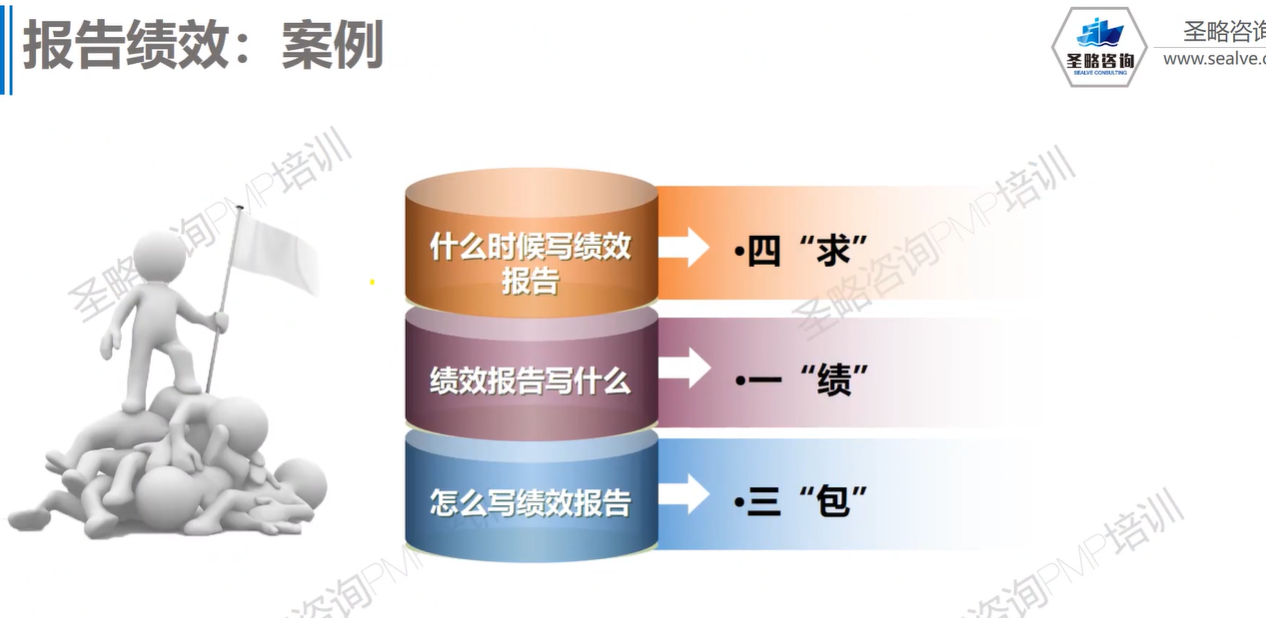 报告绩效：案例
圣略咨询
SEALVE CONSULTING
圣略咨询
www.sealve.c
圣略咨询PMP培训
圣略咨询PMP培训
什么时候写绩效
报告
•四“求”
绩效报告写什么
•一“绩”
怎么写绩效报告
•三“包”
咨询PMP
咨询PMP培训